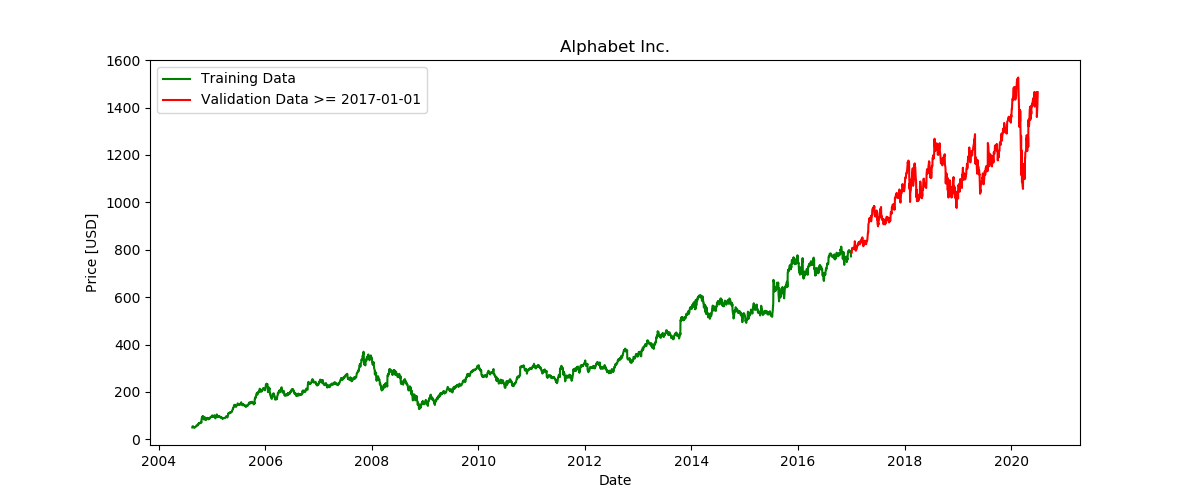 Alphabet Inc.
Training Data
Validation Data >= 2017-01-01
Price [USD]
1600
1400
1200
1000
800
600
400
200
0
2004 2006 2008 2010 2012 2014 2016 2018 2020
Date